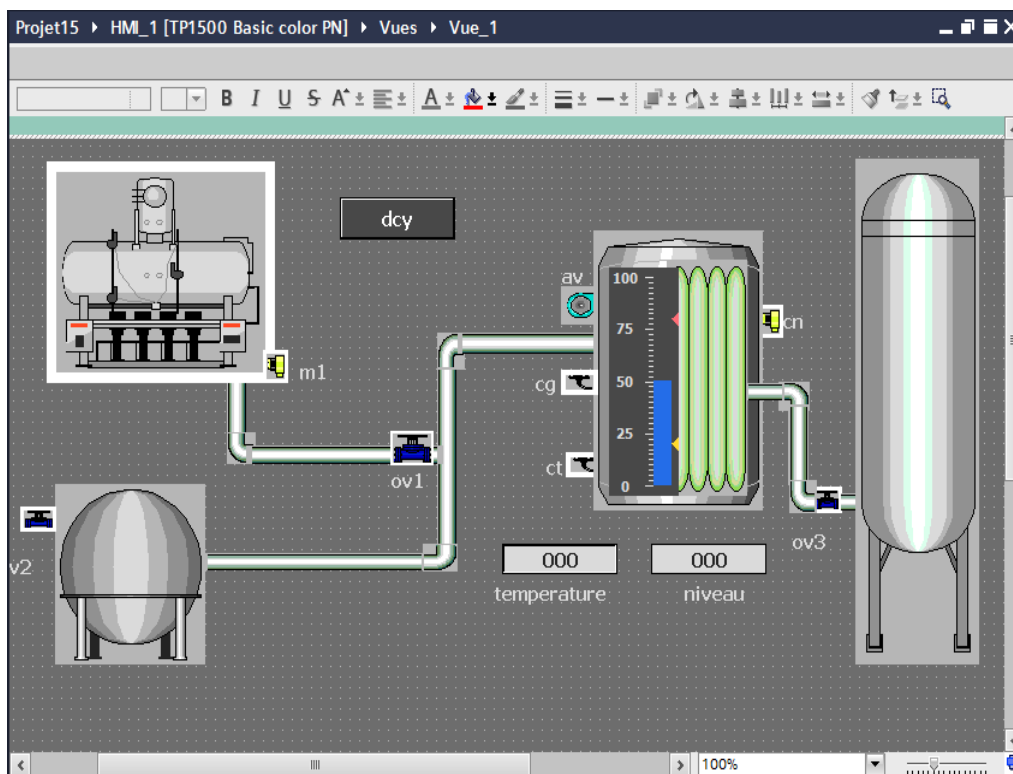 Projet15 ▸ HMI_1 [TP1500 Basic color PN] ▸ Vues ▸ Vue_1
B I U S A A
dcy
av
100
75
50
25
0
cn
m1
cg
ct
ov1
v2
ov3
000
000
temperature
niveau
100%